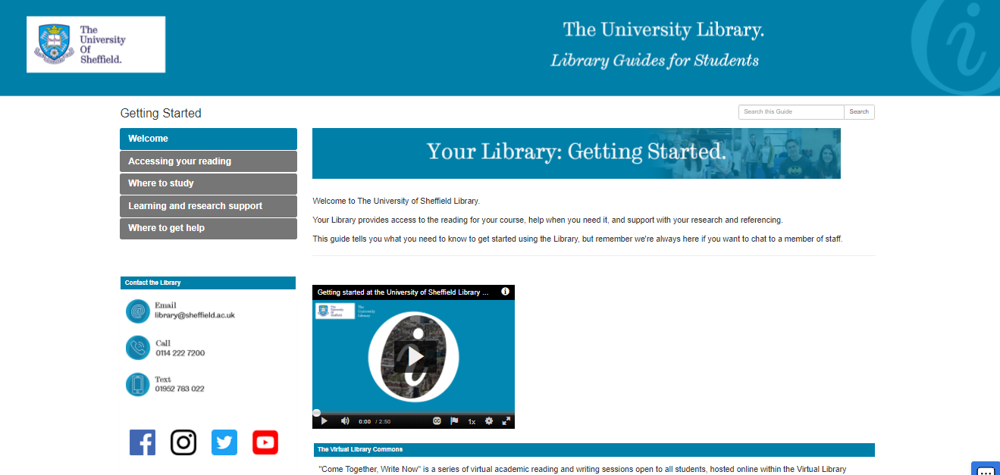 The
University
Of
Sheffield.
The University Library.
Library Guides for Students
Getting Started
Search this Guide
Search
Welcome
Accessing your reading
Where to study
Learning and research support
Where to get help
Your Library: Getting Started.
Welcome to The University of Sheffield Library.
Your Library provides access to the reading for your course, help when you need it, and support with your research and referencing.
This guide tells you what you need to know to get started using the Library, but remember we're always here if you want to chat to a member of staff.
Contact the Library
Email
library@sheffield.ac.uk
Call
0114 222 7200
Text
01952 783 022
Getting started at the University of Sheffield Library ...
The
University
Of
Sheffield
The
University
Library
i
0:00 / 2:50
CC
1x
The Virtual Library Commons
"Come Together, Write Now" is a series of virtual academic reading and writing sessions open to all students, hosted online within the Virtual Library